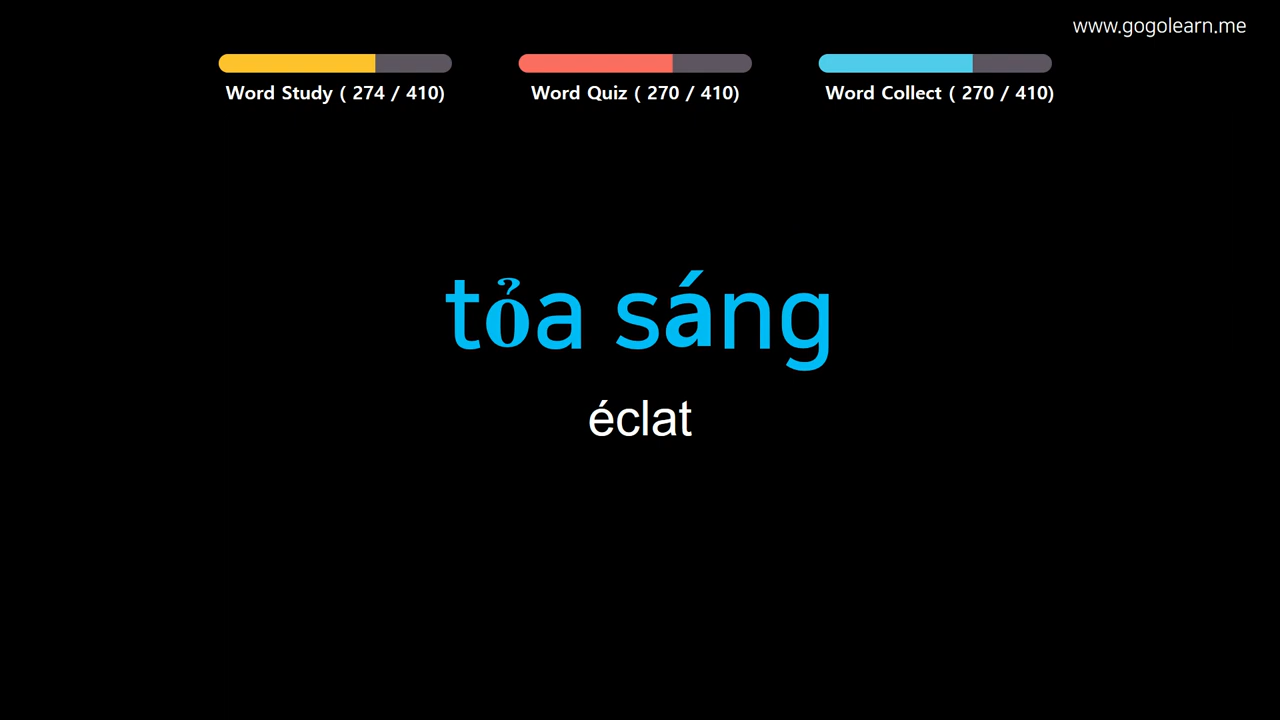 www.gogolearn.me
Word Study ( 274 / 410)
Word Quiz ( 270 / 410)
Word Collect ( 270 / 410)
tỏa sáng
éclat